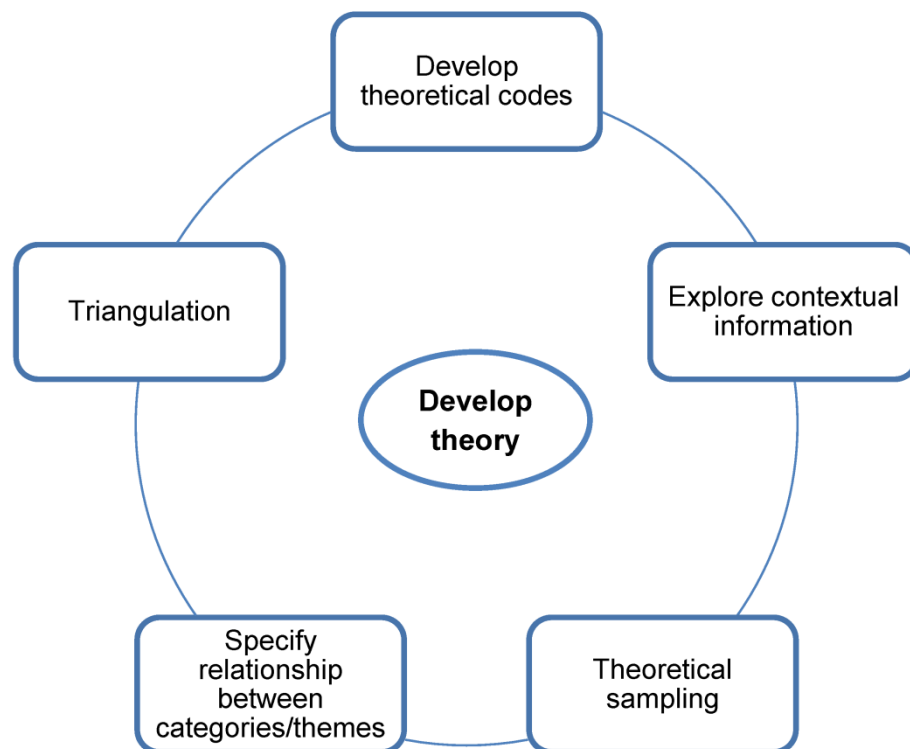 Develop
theoretical codes
Explore contextual
information
Theoretical
sampling
Specify
relationship
between
categories/themes
Triangulation
Develop
theory